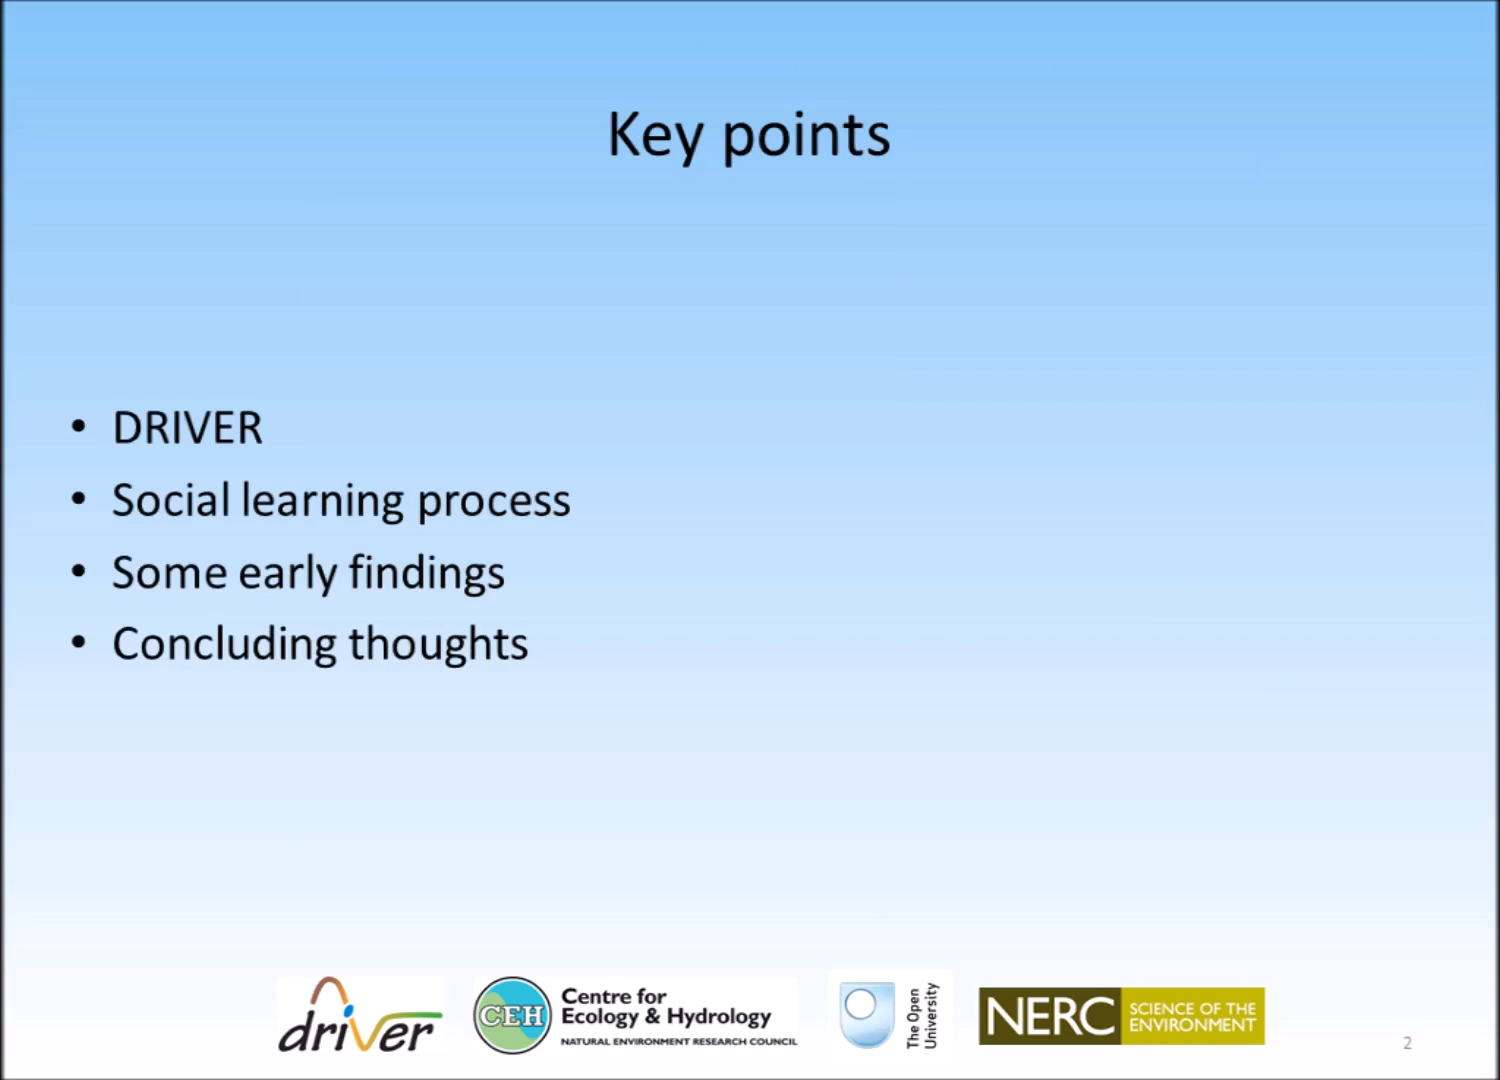 Key points
• DRIVER
• Social learning process
• Some early findings
• Concluding thoughts
driver
CEH
Centre for
Ecology & Hydrology
NATURAL ENVIRONMENT RESEARCH COUNCIL
The Open
University
NERC
SCIENCE OF THE
ENVIRONMENT
2